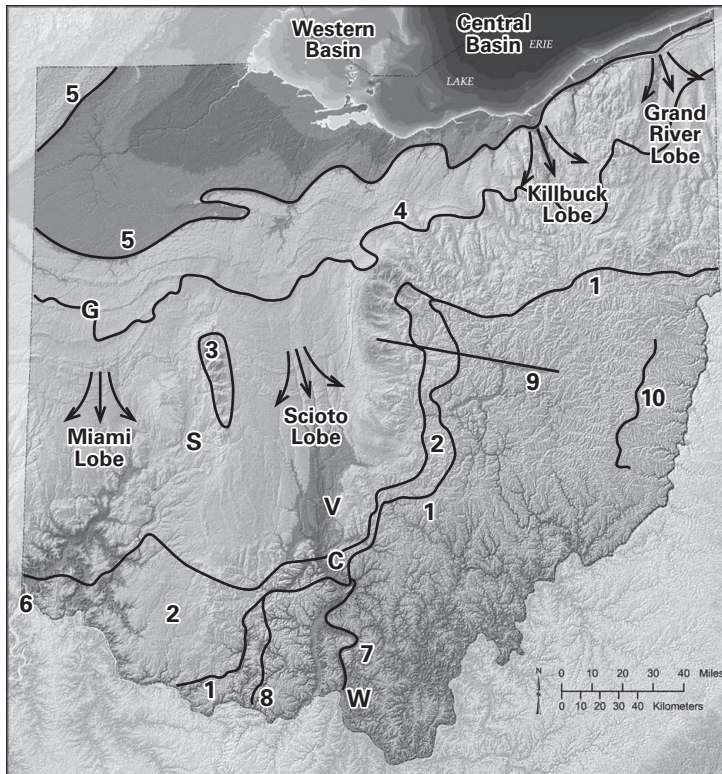 Western
Basin
Central
Basin
ERIE
LAKE
5
Grand
River
Lobe
Killbuck
Lobe
4
5
1
G
3
9
10
Miami
Lobe
S
Scioto
Lobe
2
V
1
C
6
2
7
1
8
W
N
S
0 10 20 30 40 Miles
0 10 20 30 40 Kilometers